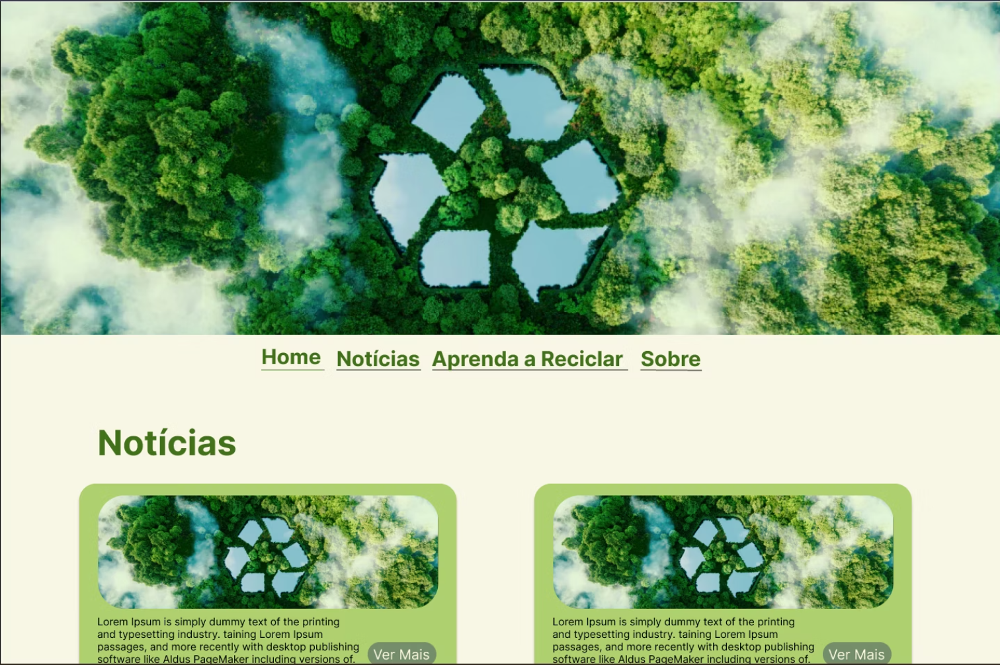 Home Notícias Aprenda a Reciclar Sobre
Notícias
Lorem Ipsum is simply dummy text of the printing
and typesetting industry. taining Lorem Ipsum
passages, and more recently with desktop publishing
software like Aldus PageMaker including versions of.
Ver Mais
Lorem Ipsum is simply dummy text of the printing
and typesetting industry. taining Lorem Ipsum
passages, and more recently with desktop publishing
software like Aldus PageMaker including versions of.
Ver Mais